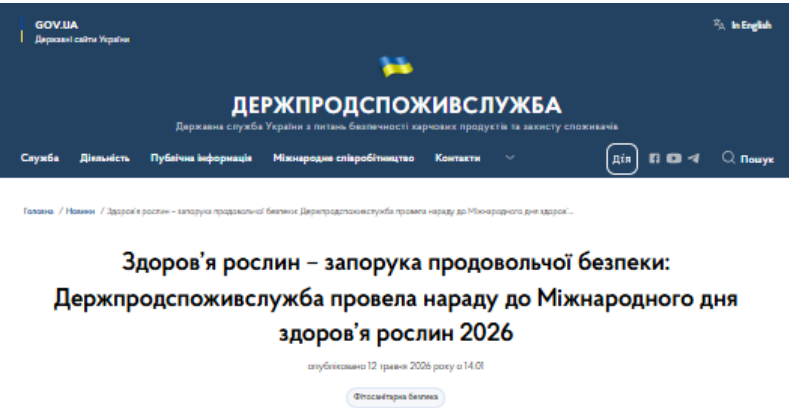 GOV.UA
Державні сайти України
In English
ДЕРЖПРОДСПОЖИВСЛУЖБА
Державна служба України з питань безпечності харчових продуктів та захисту споживачів
Служба Діяльність Публічна інформація Міжнародне співробітництво Контакти Дія Пошук
Головна / Новини / Здоров'я рослин – запорука продовольчої безпеки: Держпродспоживслужба провела нараду до Міжнародного дня здоров'...
Здоров’я рослин – запорука продовольчої безпеки:
Держпродспоживслужба провела нараду до Міжнародного дня
здоров’я рослин 2026
опубліковано 12 травня 2026 року о 14:01
Фітосанітарна безпека